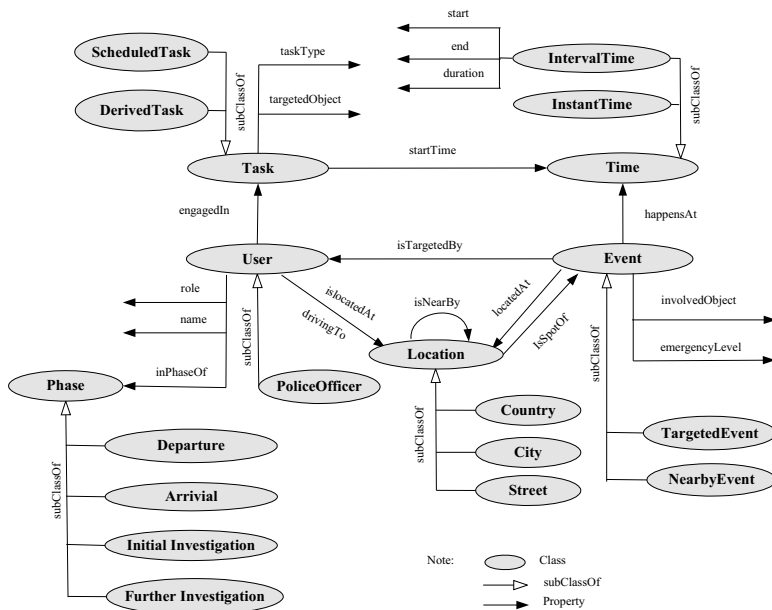 start
ScheduledTask
taskType
end
IntervalTime
subClassOf
duration
subClassOf
DerivedTask
targetedObject
InstantTime
Task
startTime
Time
engagedIn
happensAt
User
isTargetedBy
Event
role
name
islocatedAt
drivingTo
isNearBy
locatedAt
IsSpotOf
involvedObject
subClassOf
Location
subClassOf
emergencyLevel
Phase
inPhaseOf
PoliceOfficer
Country
subClassOf
Departure
City
TargetedEvent
subClassOf
Arrivial
Street
NearbyEvent
Initial Investigation
Further Investigation
Note:
Class
subClassOf
Property